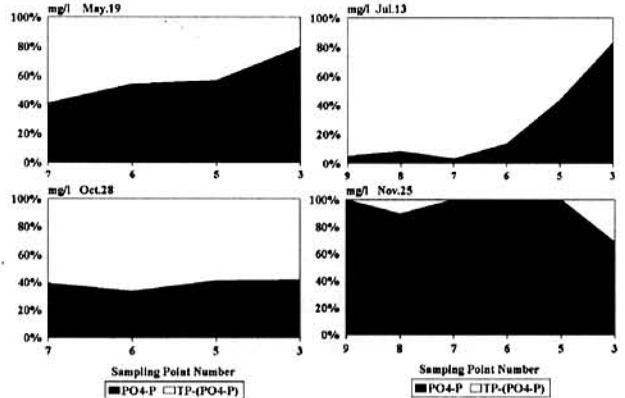 mg/l May.19
100%
80%
60%
40%
20%
0%
7 6 5 3
mg/l Jul.13
100%
80%
60%
40%
20%
0%
9 8 7 6 5 3
mg/l Oct.28
100%
80%
60%
40%
20%
0%
7 6 5 3
Sampling Point Number
PO4-P TP-(PO4-P)
mg/l Nov.25
100%
80%
60%
40%
20%
0%
9 8 7 6 5 3
Sampling Point Number
PO4-P TP-(PO4-P)